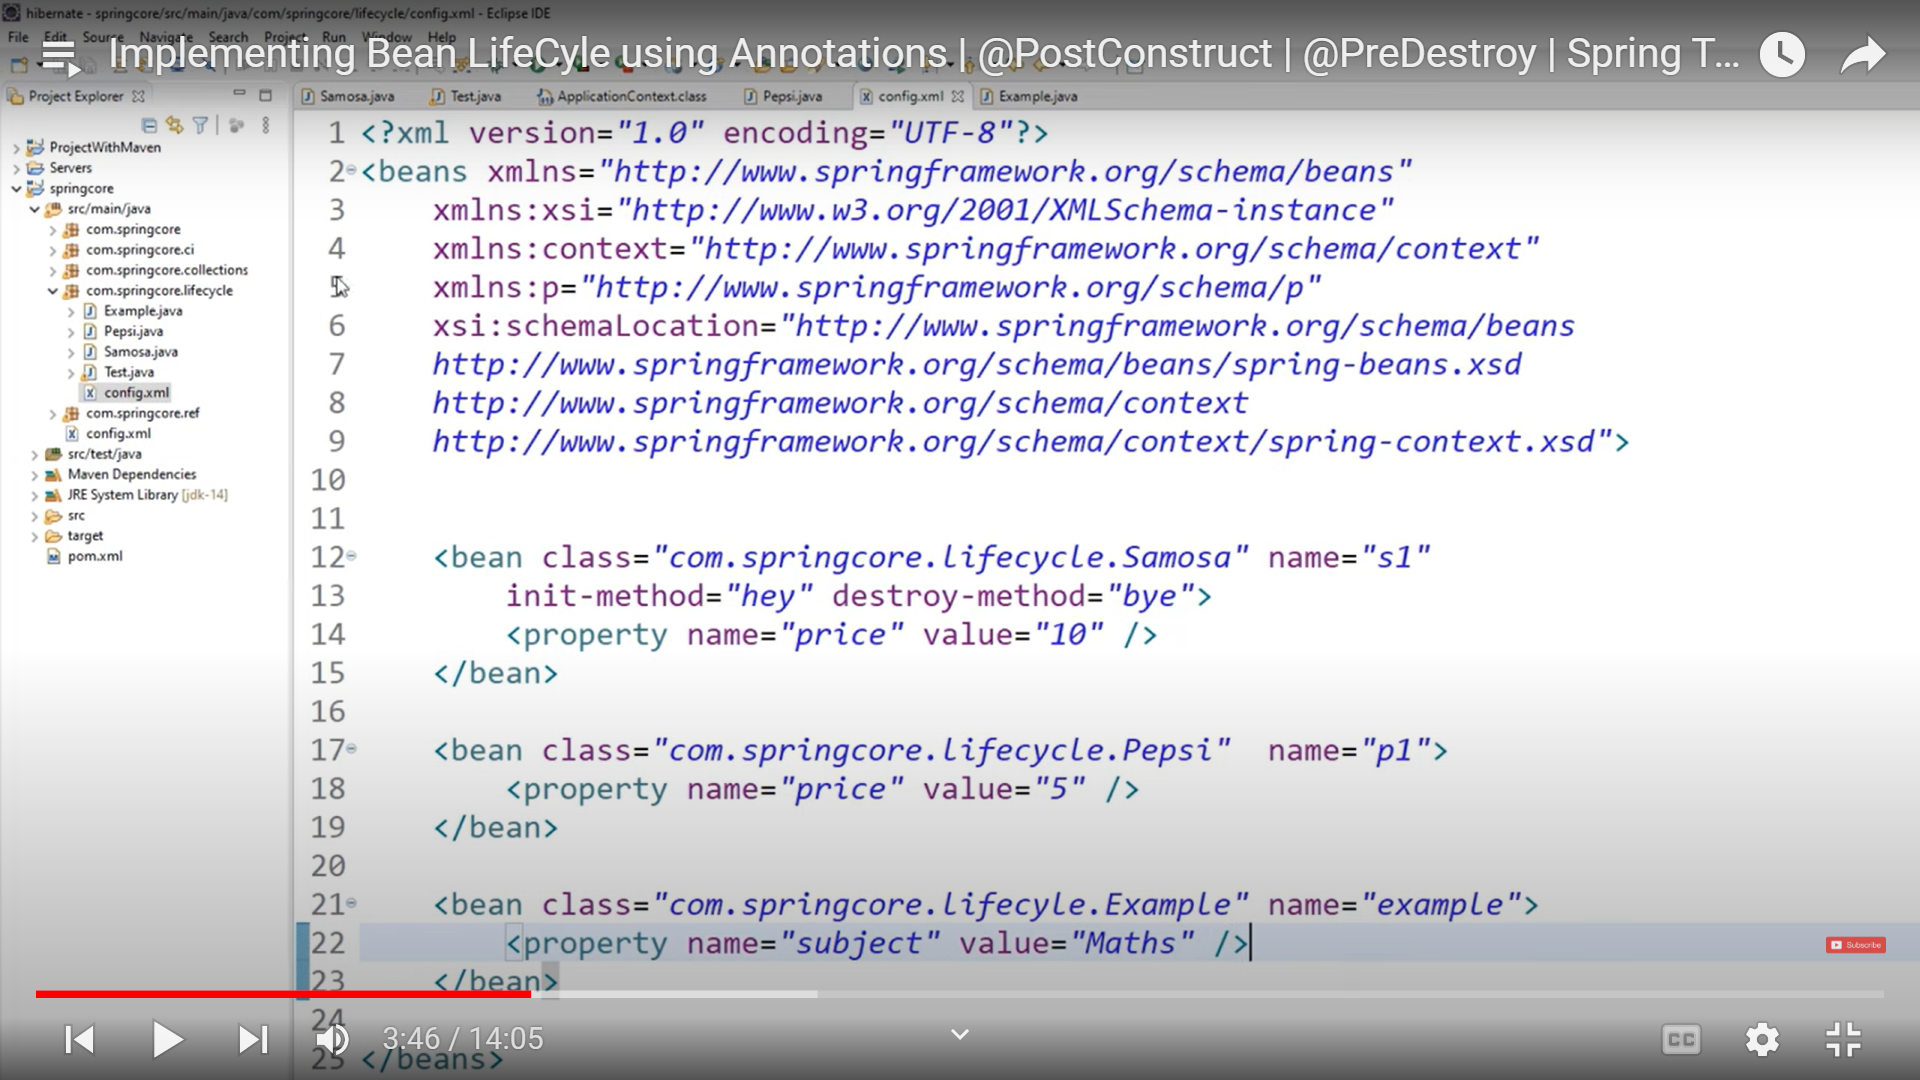 hibernate - springcore/src/main/java/com/springcore/lifecycle/config.xml - Eclipse IDE
File Edit Source Navigate Search Project Run Window Help
Implementing Bean LifeCyle using Annotations | @PostConstruct | @PreDestroy | Spring T...
Project Explorer
Samosa.java Test.java ApplicationContext.class Pepsi.java config.xml Example.java
ProjectWithMaven
Servers
springcore
src/main/java
com.springcore
com.springcore.ci
com.springcore.collections
com.springcore.lifecycle
Example.java
Pepsi.java
Samosa.java
Test.java
config.xml
com.springcore.ref
config.xml
src/test/java
Maven Dependencies
JRE System Library [jdk-14]
src
target
pom.xml
1 <?xml version="1.0" encoding="UTF-8"?>
2 <beans xmlns="http://www.springframework.org/schema/beans"
3 xmlns:xsi="http://www.w3.org/2001/XMLSchema-instance"
4 xmlns:context="http://www.springframework.org/schema/context"
5 xmlns:p="http://www.springframework.org/schema/p"
6 xsi:schemaLocation="http://www.springframework.org/schema/beans
7 http://www.springframework.org/schema/beans/spring-beans.xsd
8 http://www.springframework.org/schema/context
9 http://www.springframework.org/schema/context/spring-context.xsd">
10
11
12 <bean class="com.springcore.lifecycle.Samosa" name="s1"
13 init-method="hey" destroy-method="bye">
14 <property name="price" value="10" />
15 </bean>
16
17 <bean class="com.springcore.lifecycle.Pepsi" name="p1">
18 <property name="price" value="5" />
19 </bean>
20
21 <bean class="com.springcore.lifecyle.Example" name="example">
22 <property name="subject" value="Maths" />
23 </bean>
24
25 </beans>
Subscribe
3:46 / 14:05
CC